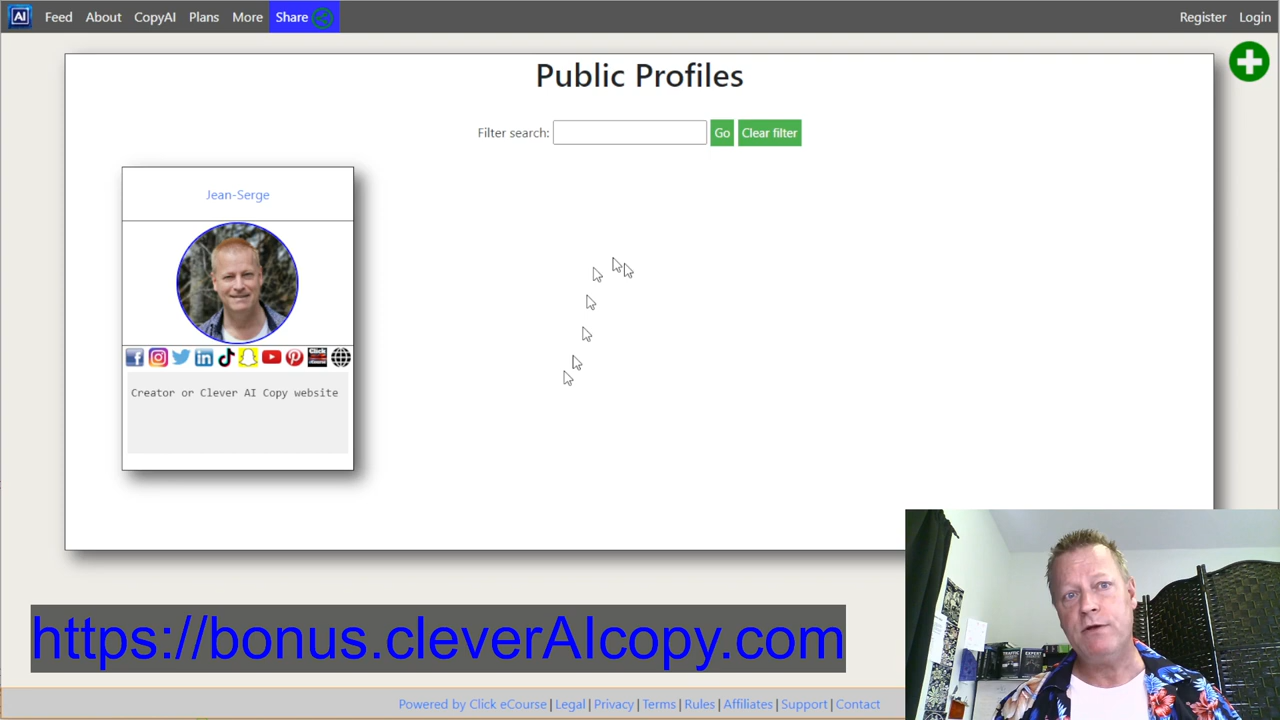 AI Feed About CopyAI Plans More Share Register Login
Public Profiles
Filter search: Go Clear filter
Jean-Serge
Creator or Clever AI Copy website
https://bonus.cleverAIcopy.com
Powered by Click eCourse | Legal | Privacy | Terms | Rules | Affiliates | Support | Contact